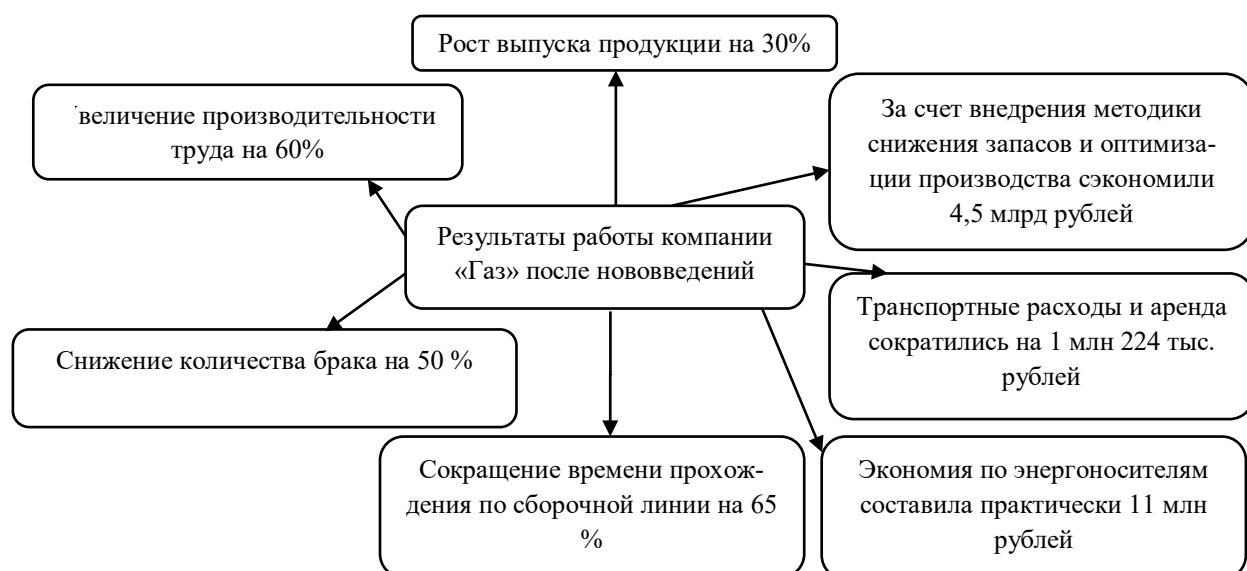 Рост выпуска продукции на 30%
величение производительности
труда на 60%
За счет внедрения методики
снижения запасов и оптимиза-
ции производства сэкономили
4,5 млрд рублей
Результаты работы компании
«Газ» после нововведений
Транспортные расходы и аренда
сократились на 1 млн 224 тыс.
рублей
Снижение количества брака на 50 %
Сокращение времени прохож-
дения по сборочной линии на 65
%
Экономия по энергоносителям
составила практически 11 млн
рублей